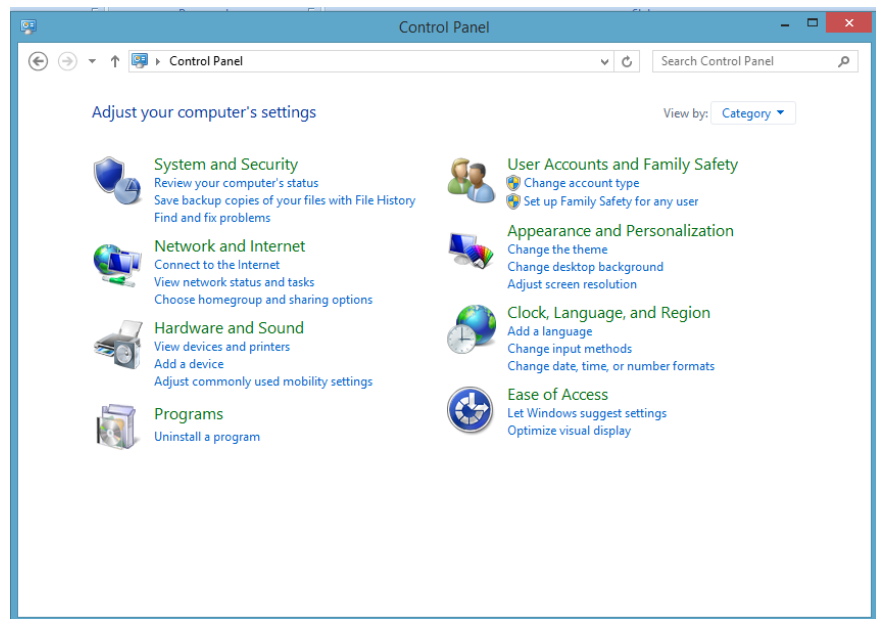 Control Panel
Control Panel
Search Control Panel
Adjust your computer's settings
View by: Category
System and Security
Review your computer's status
Save backup copies of your files with File History
Find and fix problems
Network and Internet
Connect to the Internet
View network status and tasks
Choose homegroup and sharing options
Hardware and Sound
View devices and printers
Add a device
Adjust commonly used mobility settings
Programs
Uninstall a program
User Accounts and Family Safety
Change account type
Set up Family Safety for any user
Appearance and Personalization
Change the theme
Change desktop background
Adjust screen resolution
Clock, Language, and Region
Add a language
Change input methods
Change date, time, or number formats
Ease of Access
Let Windows suggest settings
Optimize visual display